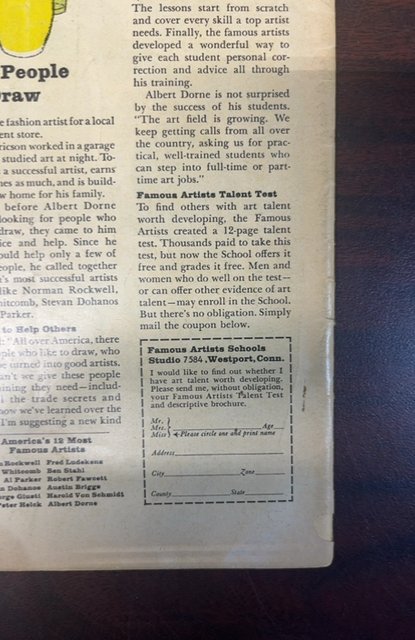 People
raw
e fashion artist for a local
ent store.
ricson worked in a garage
studied art at night. To-
a successful artist, earns
nes as much, and is build-
w home for his family.
before Albert Dorne
looking for people who
draw, they came to him
ice and help. Since he
ould help only a few of
eople, he called together
n's most successful artists
like Norman Rockwell,
hitcomb, Stevan Dohanos
Parker.
to Help Others
"All over America, there
ple who like to draw, who
be turned into good artists.
an't we give these people
ining they need—includ-
l the trade secrets and
now we've learned over the
I'm suggesting a new kind
America's 12 Most
Famous Artists
n Rockwell Fred Ludekens
Whitcomb Ben Stahl
Al Parker Robert Fawcett
n Dohanos Austin Briggs
orge Giusti Harold Von Schmidt
Peter Helck Albert Dorne
The lessons start from scratch
and cover every skill a top artist
needs. Finally, the famous artists
developed a wonderful way to
give each student personal cor-
rection and advice all through
his training.
Albert Dorne is not surprised
by the success of his students.
"The art field is growing. We
keep getting calls from all over
the country, asking us for prac-
tical, well-trained students who
can step into full-time or part-
time art jobs."
Famous Artists Talent Test
To find others with art talent
worth developing, the Famous
Artists created a 12-page talent
test. Thousands paid to take this
test, but now the School offers it
free and grades it free. Men and
women who do well on the test—
or can offer other evidence of art
talent—may enroll in the School.
But there's no obligation. Simply
mail the coupon below.
Famous Artists Schools
Studio 7584, Westport, Conn.
I would like to find out whether I
have art talent worth developing.
Please send me, without obligation,
your Famous Artists Talent Test
and descriptive brochure.
Mr.
Mrs. Age
Miss Please circle one and print name
Address
City Zone
County State